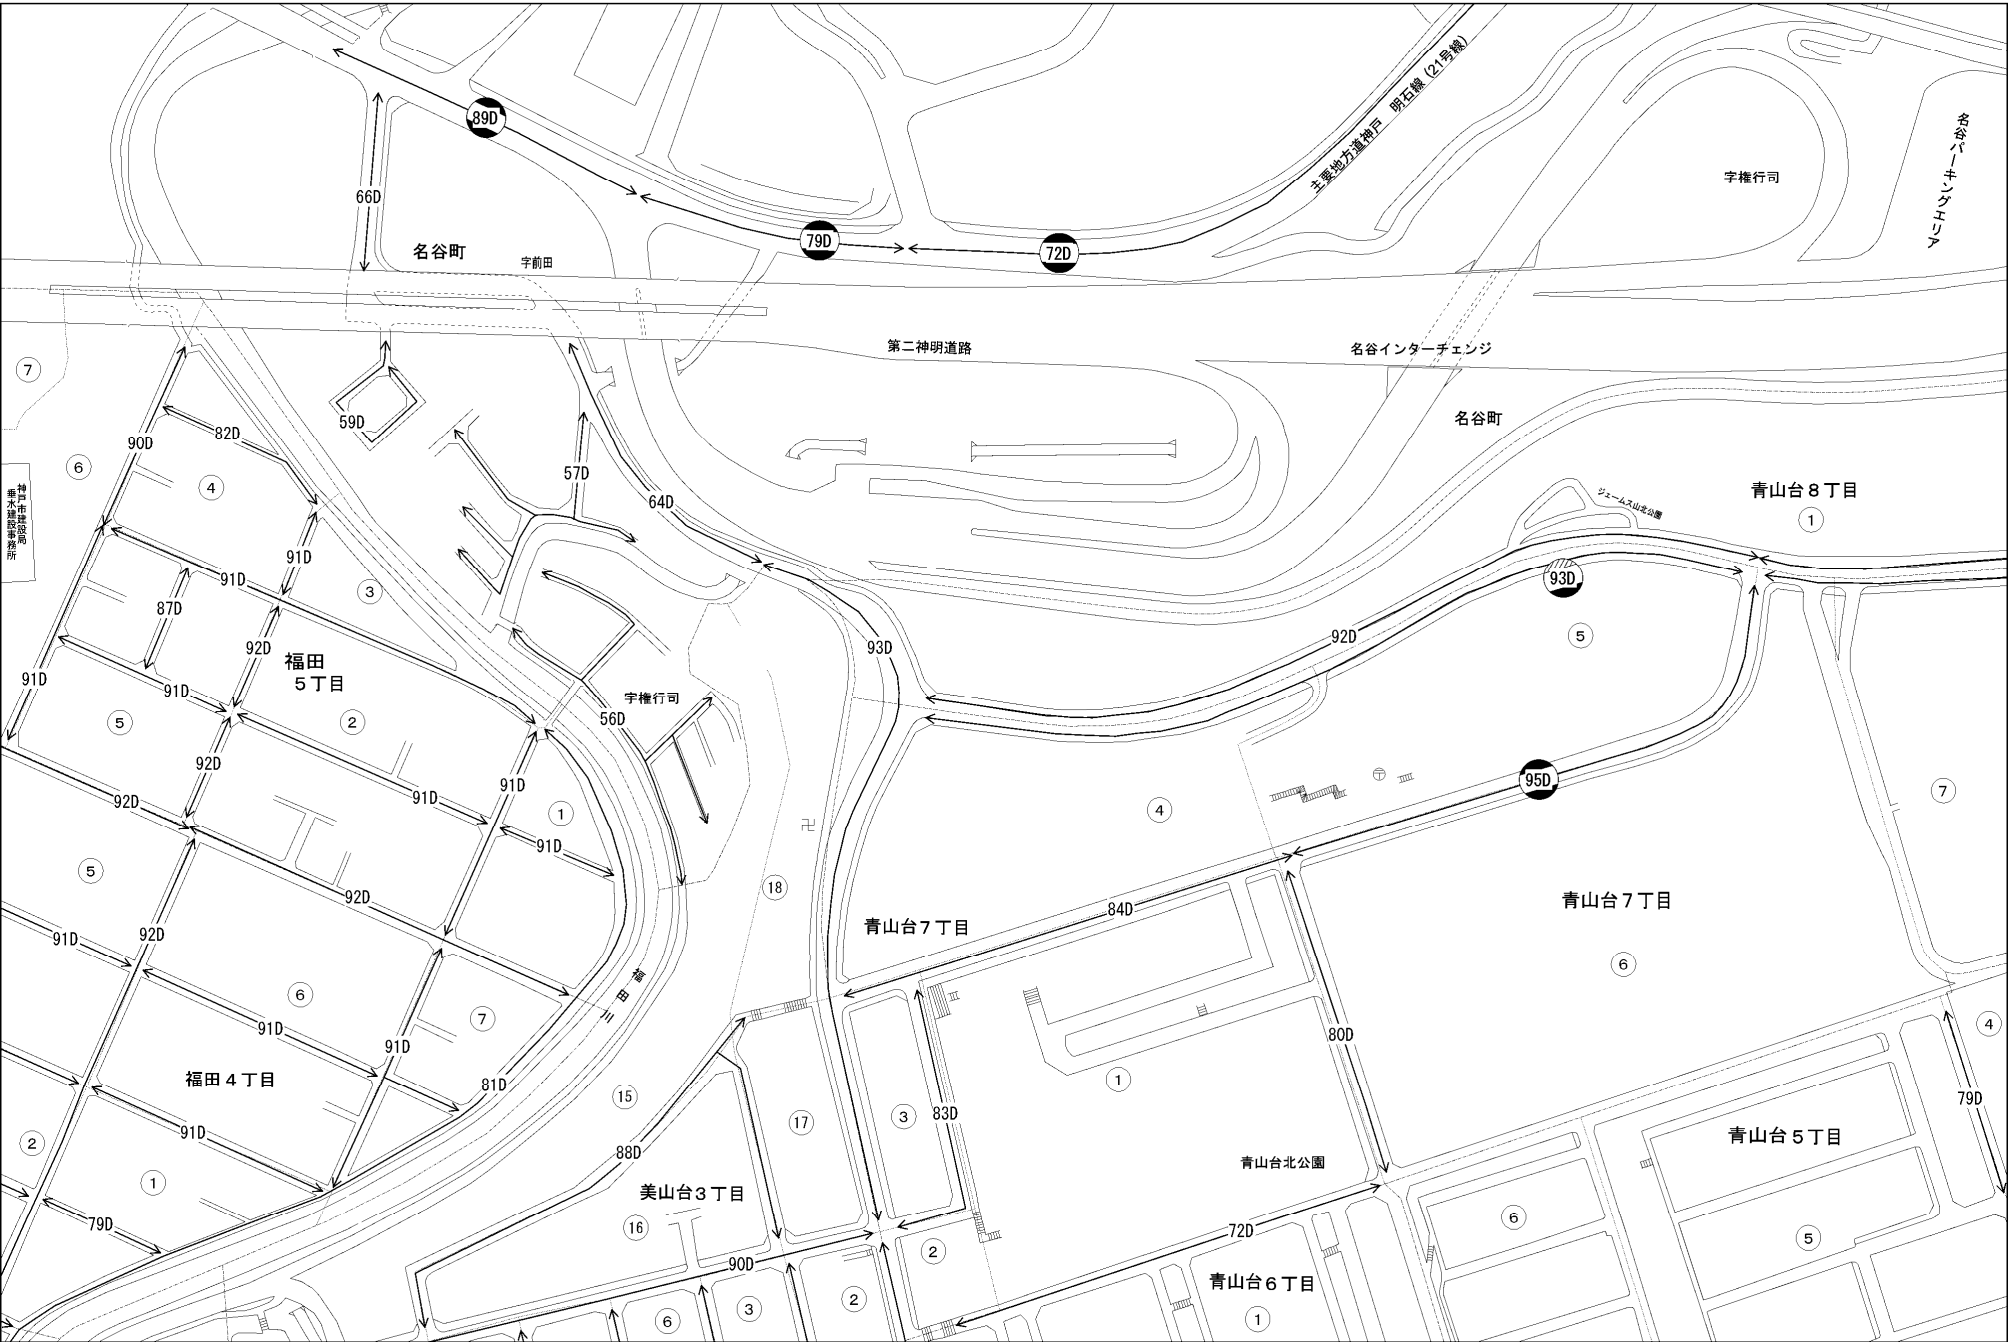 主要地方道神戸 明石線（21号線）
89D
66D
名谷町
字前田
79D
72D
字権行司
名谷パーキングエリア
第二神明道路
名谷インターチェンジ
名谷町
⑦
59D
90D
82D
⑥
④
神戸市建設局
垂水建設事務所
57D
64D
青山台８丁目
①
ジェームス山北公園
91D
91D
87D
③
93D
92D
福田
５丁目
93D
92D
⑤
91D
91D
字権行司
56D
⑤
②
92D
91D
91D
92D
①
91D
④
〒
95D
⑦
卍
⑤
⑱
92D
84D
青山台７丁目
青山台７丁目
91D
92D
⑥
⑥
福田川
91D
⑦
④
91D
80D
福田４丁目
81D
①
⑮
79D
91D
83D
③
⑰
②
88D
青山台５丁目
青山台北公園
①
美山台３丁目
⑯
79D
72D
⑥
⑤
90D
②
青山台６丁目
①
②
③
⑥